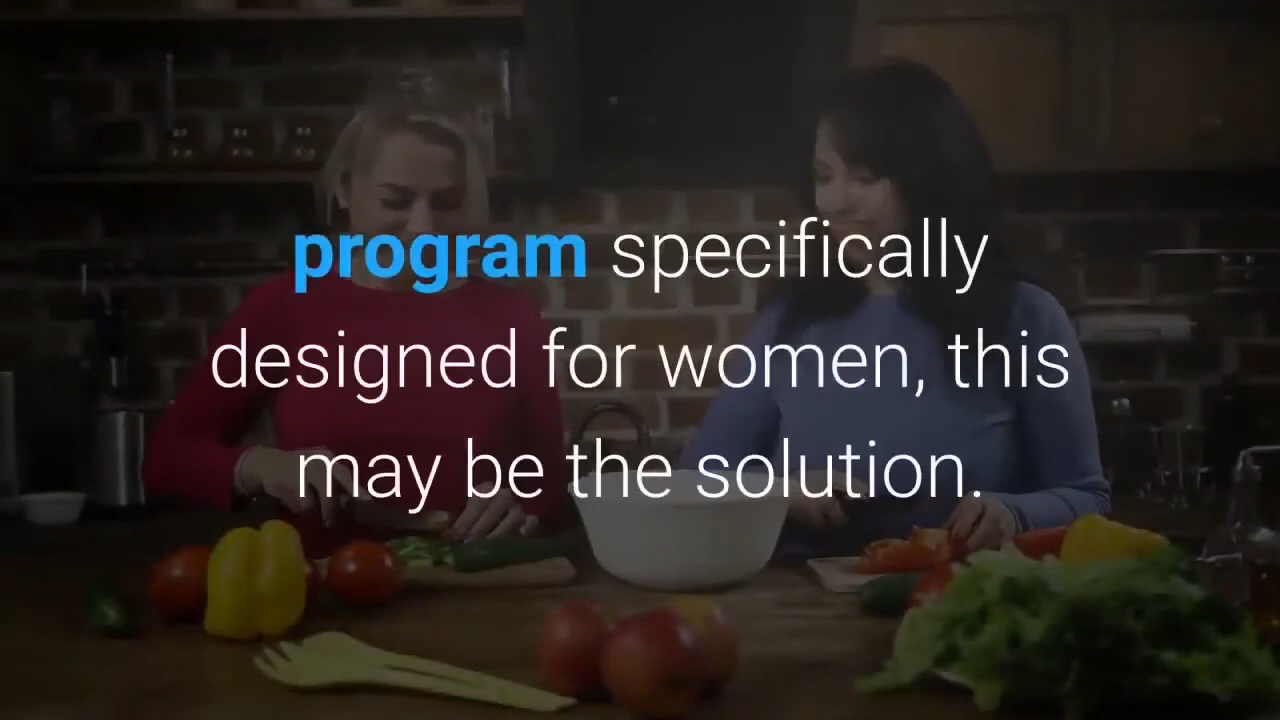 program specifically
designed for women, this
may be the solution.